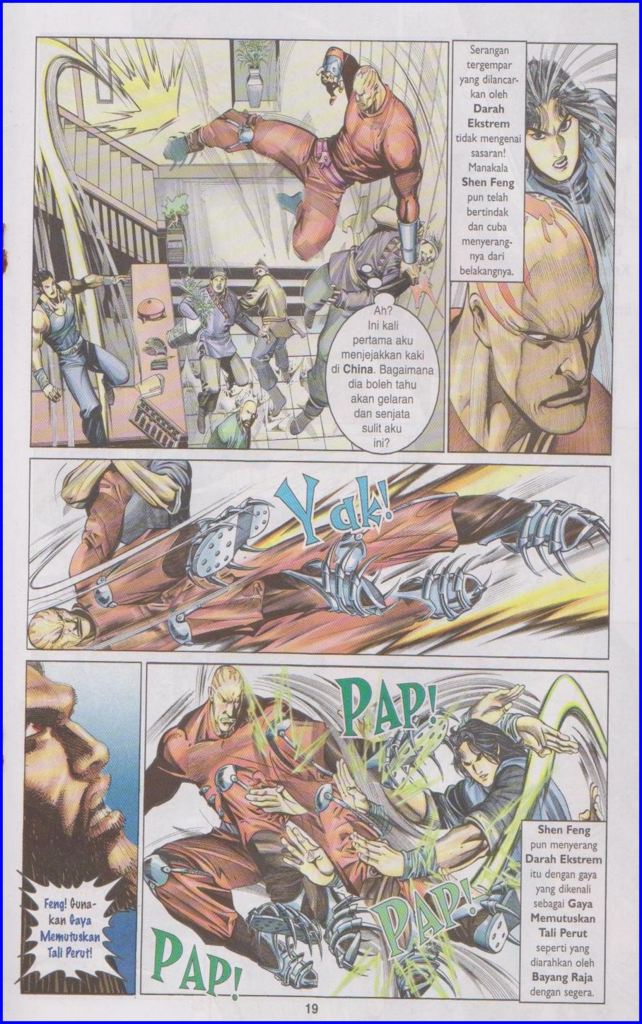 Serangan
tergempar
yang dilancar-
kan oleh
Darah
Ekstrem
tidak mengenai
sasaran!
Manakala
Shen Feng
pun telah
bertindak
dan cuba
menyerang-
nya dari
belakangnya.
Ah?
Ini kali
pertama aku
menjejakkan kaki
di China. Bagaimana
dia boleh tahu
akan gelaran
dan senjata
sulit aku
ini?
Yak!
PAP!
Feng! Guna-
kan Gaya
Memutuskan
Tali Perut!
PAP!
PAP!
Shen Feng
pun menyerang
Darah Ekstrem
itu dengan gaya
yang dikenali
sebagai Gaya
Memutuskan
Tali Perut
seperti yang
diarahkan oleh
Bayang Raja
dengan segera.
19